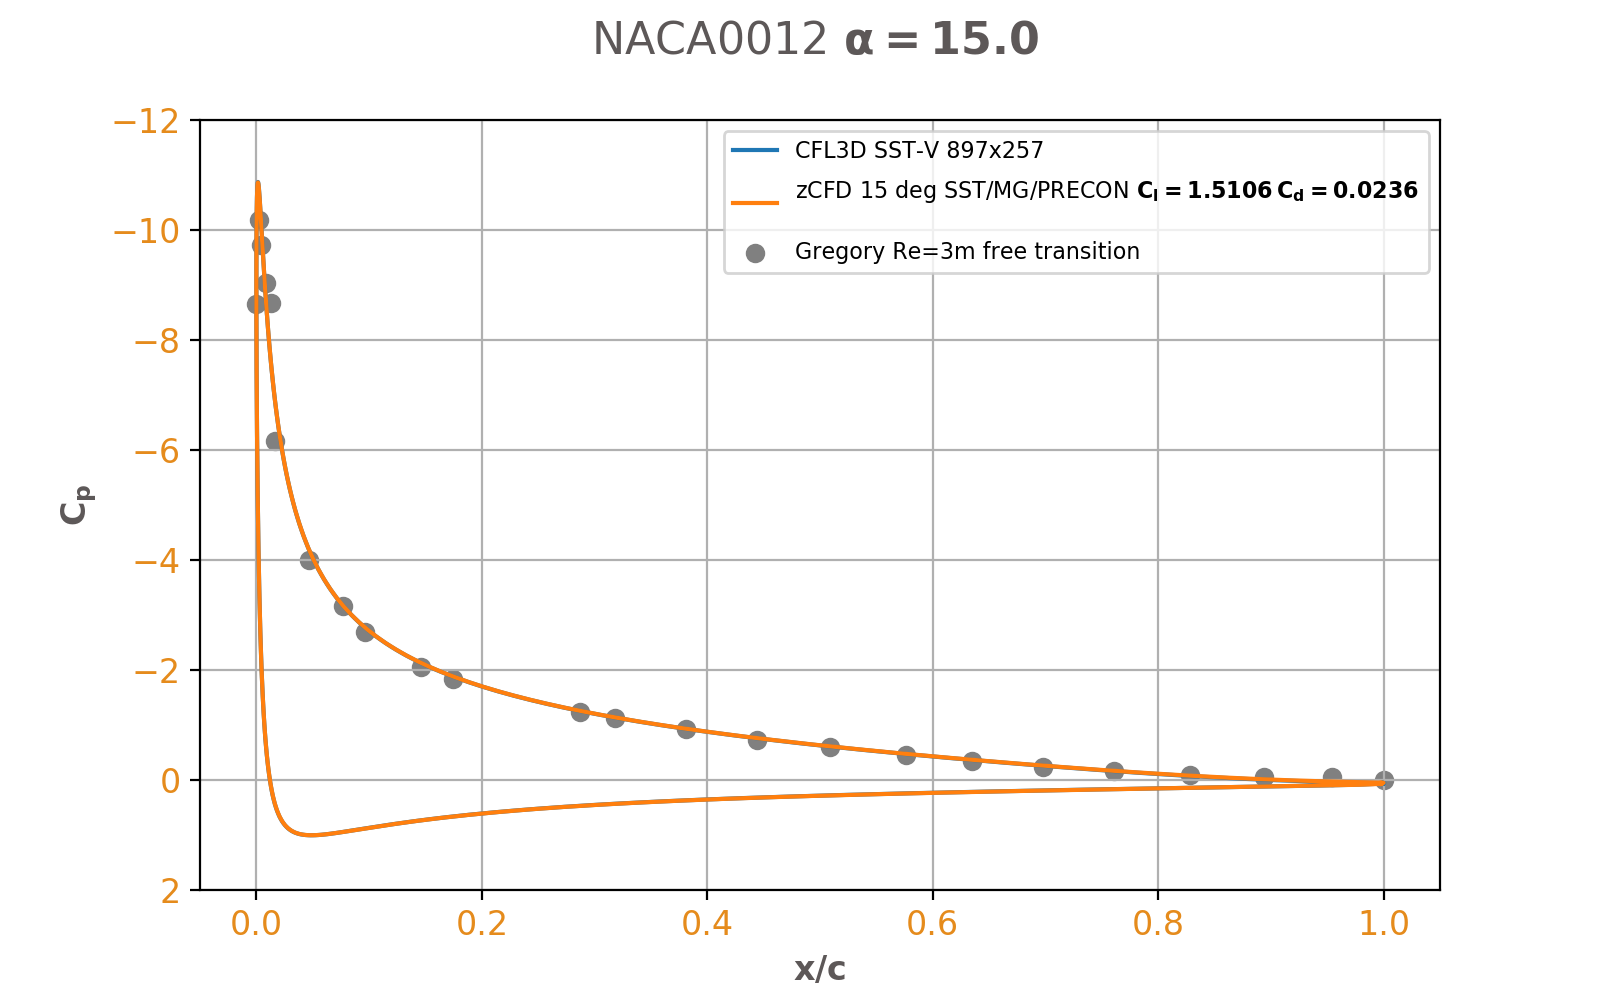 NACA0012 α = 15.0
−12
−10
−8
−6
−4
−2
0
2
Cp
CFL3D SST-V 897x257
zCFD 15 deg SST/MG/PRECON Cl = 1.5106 Cd = 0.0236
Gregory Re=3m free transition
0.0 0.2 0.4 0.6 0.8 1.0
x/c